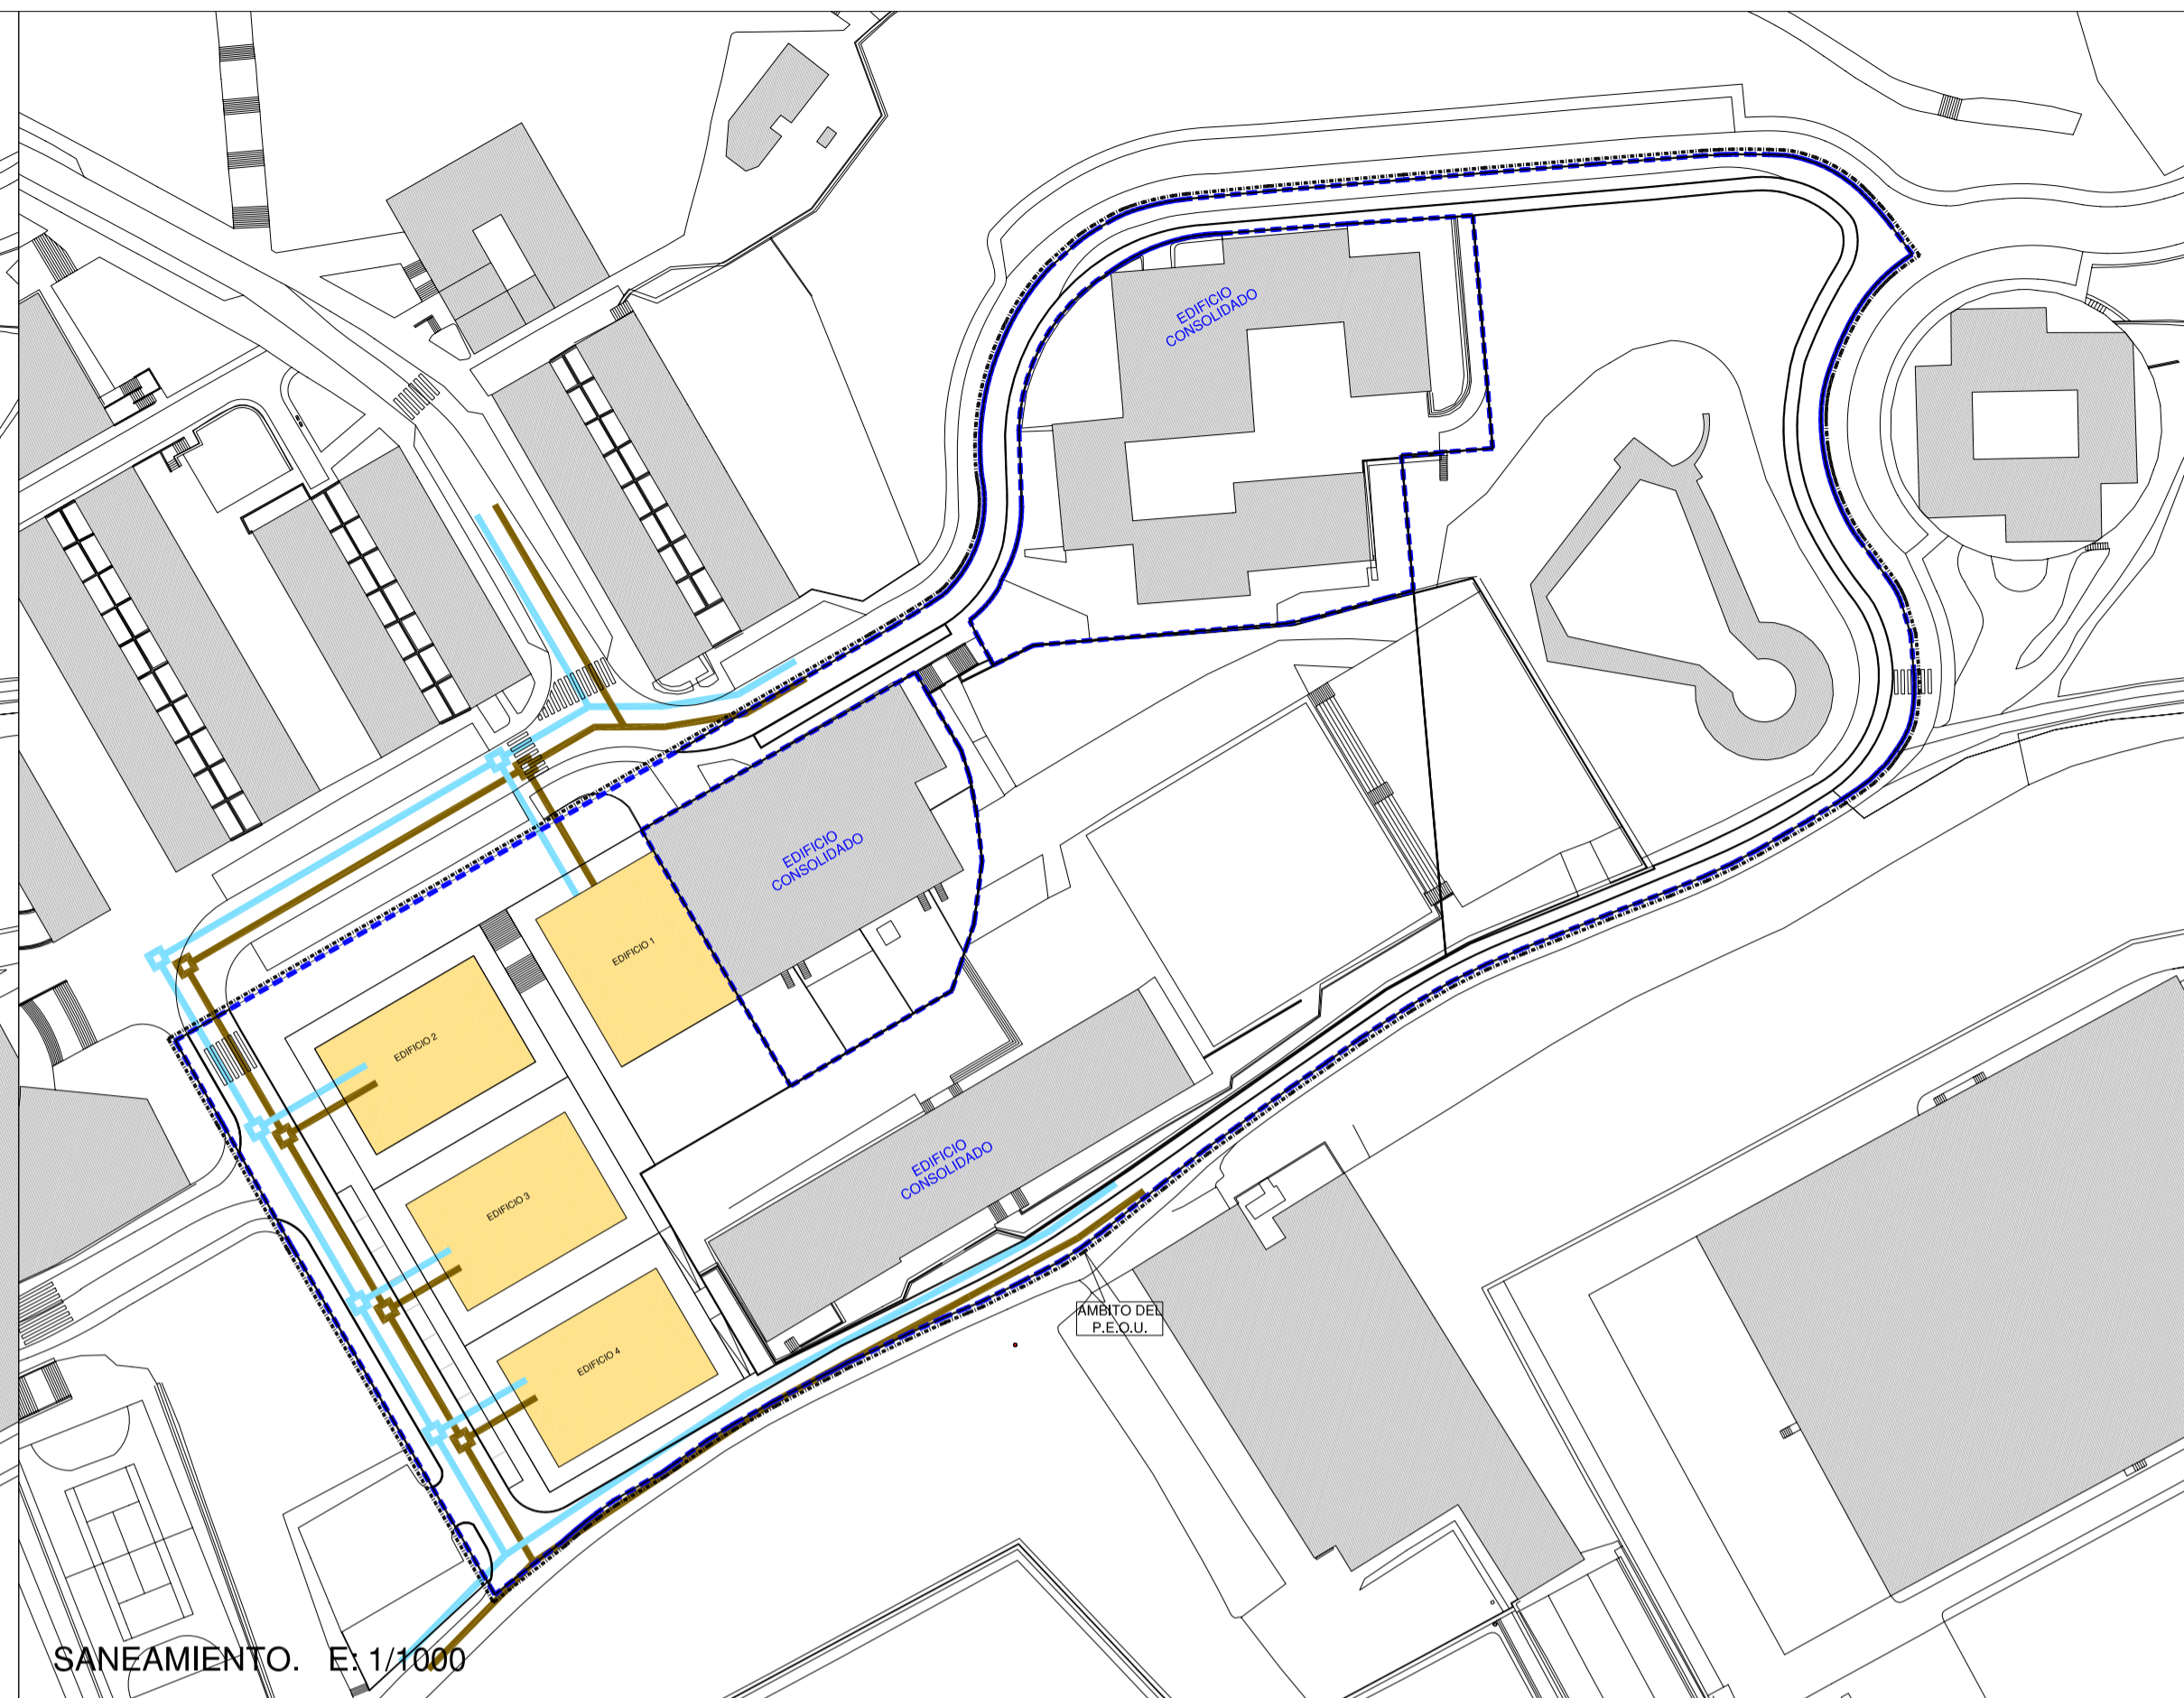 EDIFICIO
CONSOLIDADO
EDIFICIO
CONSOLIDADO
EDIFICIO 1
EDIFICIO 2
EDIFICIO 3
EDIFICIO
CONSOLIDADO
EDIFICIO 4
AMBITO DEL
P.E.O.U.
SANEAMIENTO. E: 1/1000